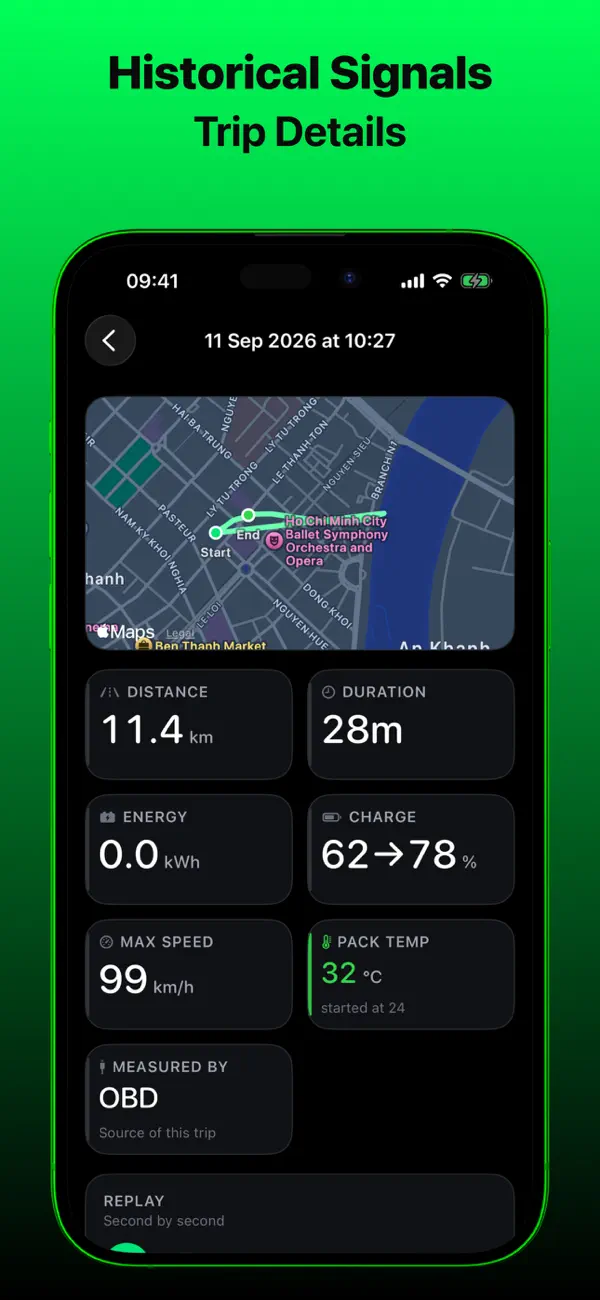 Historical Signals
Trip Details
09:41
11 Sep 2026 at 10:27
HAI BA TRUNG
LY TU TRONG
LE THANH TON
NGUYEN SIEU
BRANCH N1
LY TU TRONG
PASTEUR
NAM KY KHOI NGHIA
Start
End
Ho Chi Minh City
Ballet Symphony
Orchestra and
Opera
hanh
LE LOI
DONG KHOI
NGUYEN HUE
Maps
Legal
Ben Thanh Market
An Khanh
DISTANCE
DURATION
11.4 km
28m
ENERGY
CHARGE
0.0 kWh
62→78 %
MAX SPEED
PACK TEMP
99 km/h
32 °C
started at 24
MEASURED BY
OBD
Source of this trip
REPLAY
Second by second